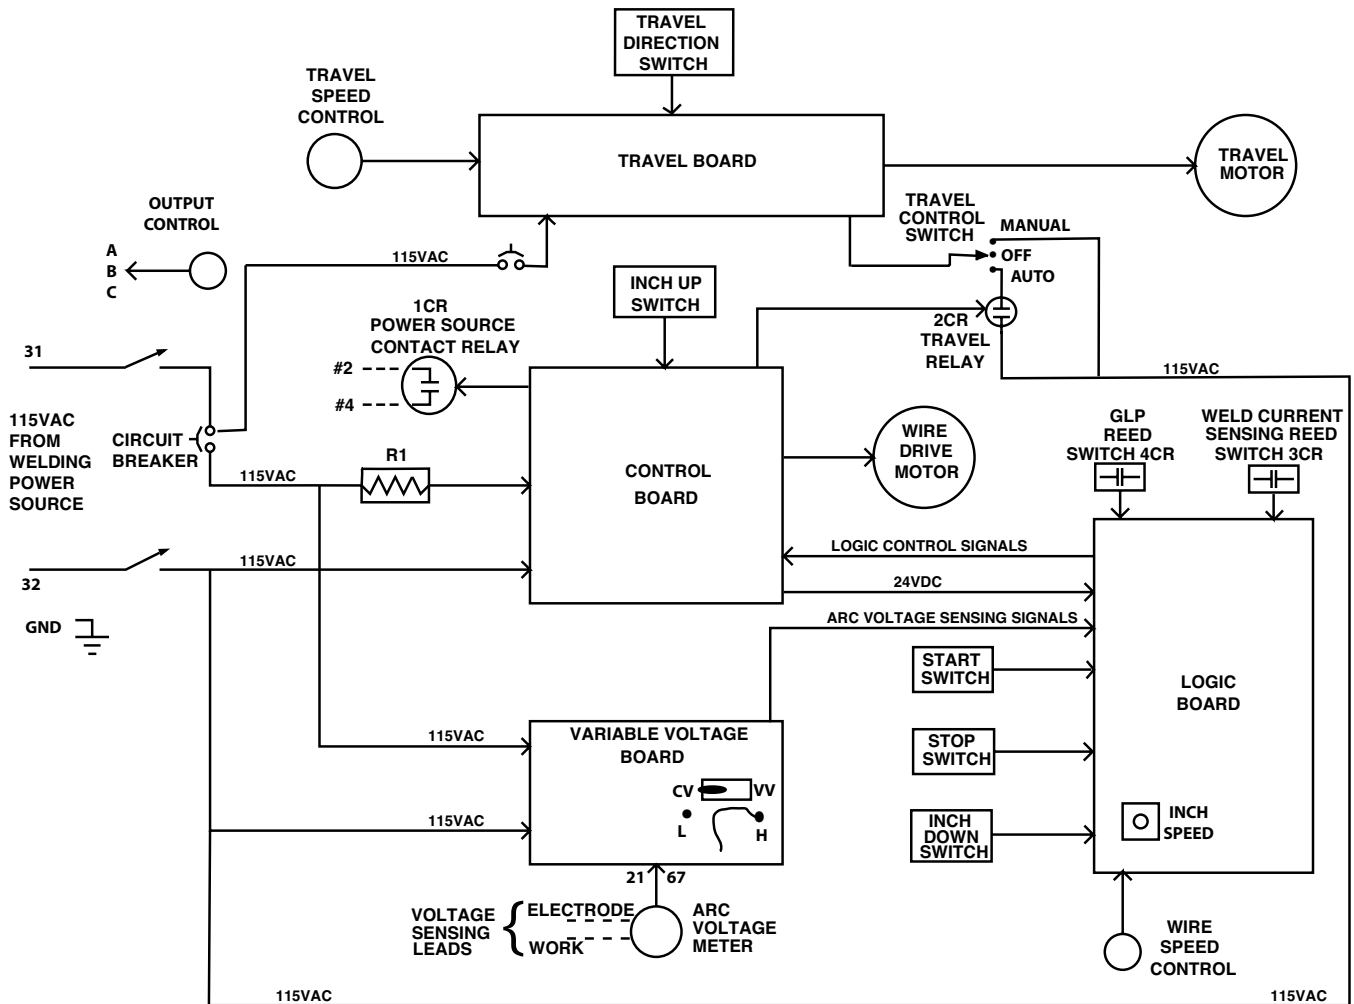 TRAVEL
DIRECTION
SWITCH
TRAVEL
SPEED
CONTROL
TRAVEL BOARD
TRAVEL
MOTOR
OUTPUT
CONTROL
A
B
C
115VAC
TRAVEL
CONTROL
SWITCH
MANUAL
OFF
AUTO
INCH UP
SWITCH
1CR
POWER SOURCE
CONTACT RELAY
#2
#4
2CR
TRAVEL
RELAY
115VAC
31
115VAC
FROM
WELDING
POWER
SOURCE
CIRCUIT
BREAKER
115VAC
R1
CONTROL
BOARD
WIRE
DRIVE
MOTOR
GLP
REED
SWITCH 4CR
WELD CURRENT
SENSING REED
SWITCH 3CR
32
115VAC
GND
LOGIC CONTROL SIGNALS
24VDC
ARC VOLTAGE SENSING SIGNALS
START
SWITCH
LOGIC
BOARD
STOP
SWITCH
INCH
DOWN
SWITCH
INCH
SPEED
115VAC
VARIABLE VOLTAGE
BOARD
CV
VV
L
H
115VAC
21
67
VOLTAGE
SENSING
LEADS
{
ELECTRODE
WORK
ARC
VOLTAGE
METER
WIRE
SPEED
CONTROL
115VAC
115VAC